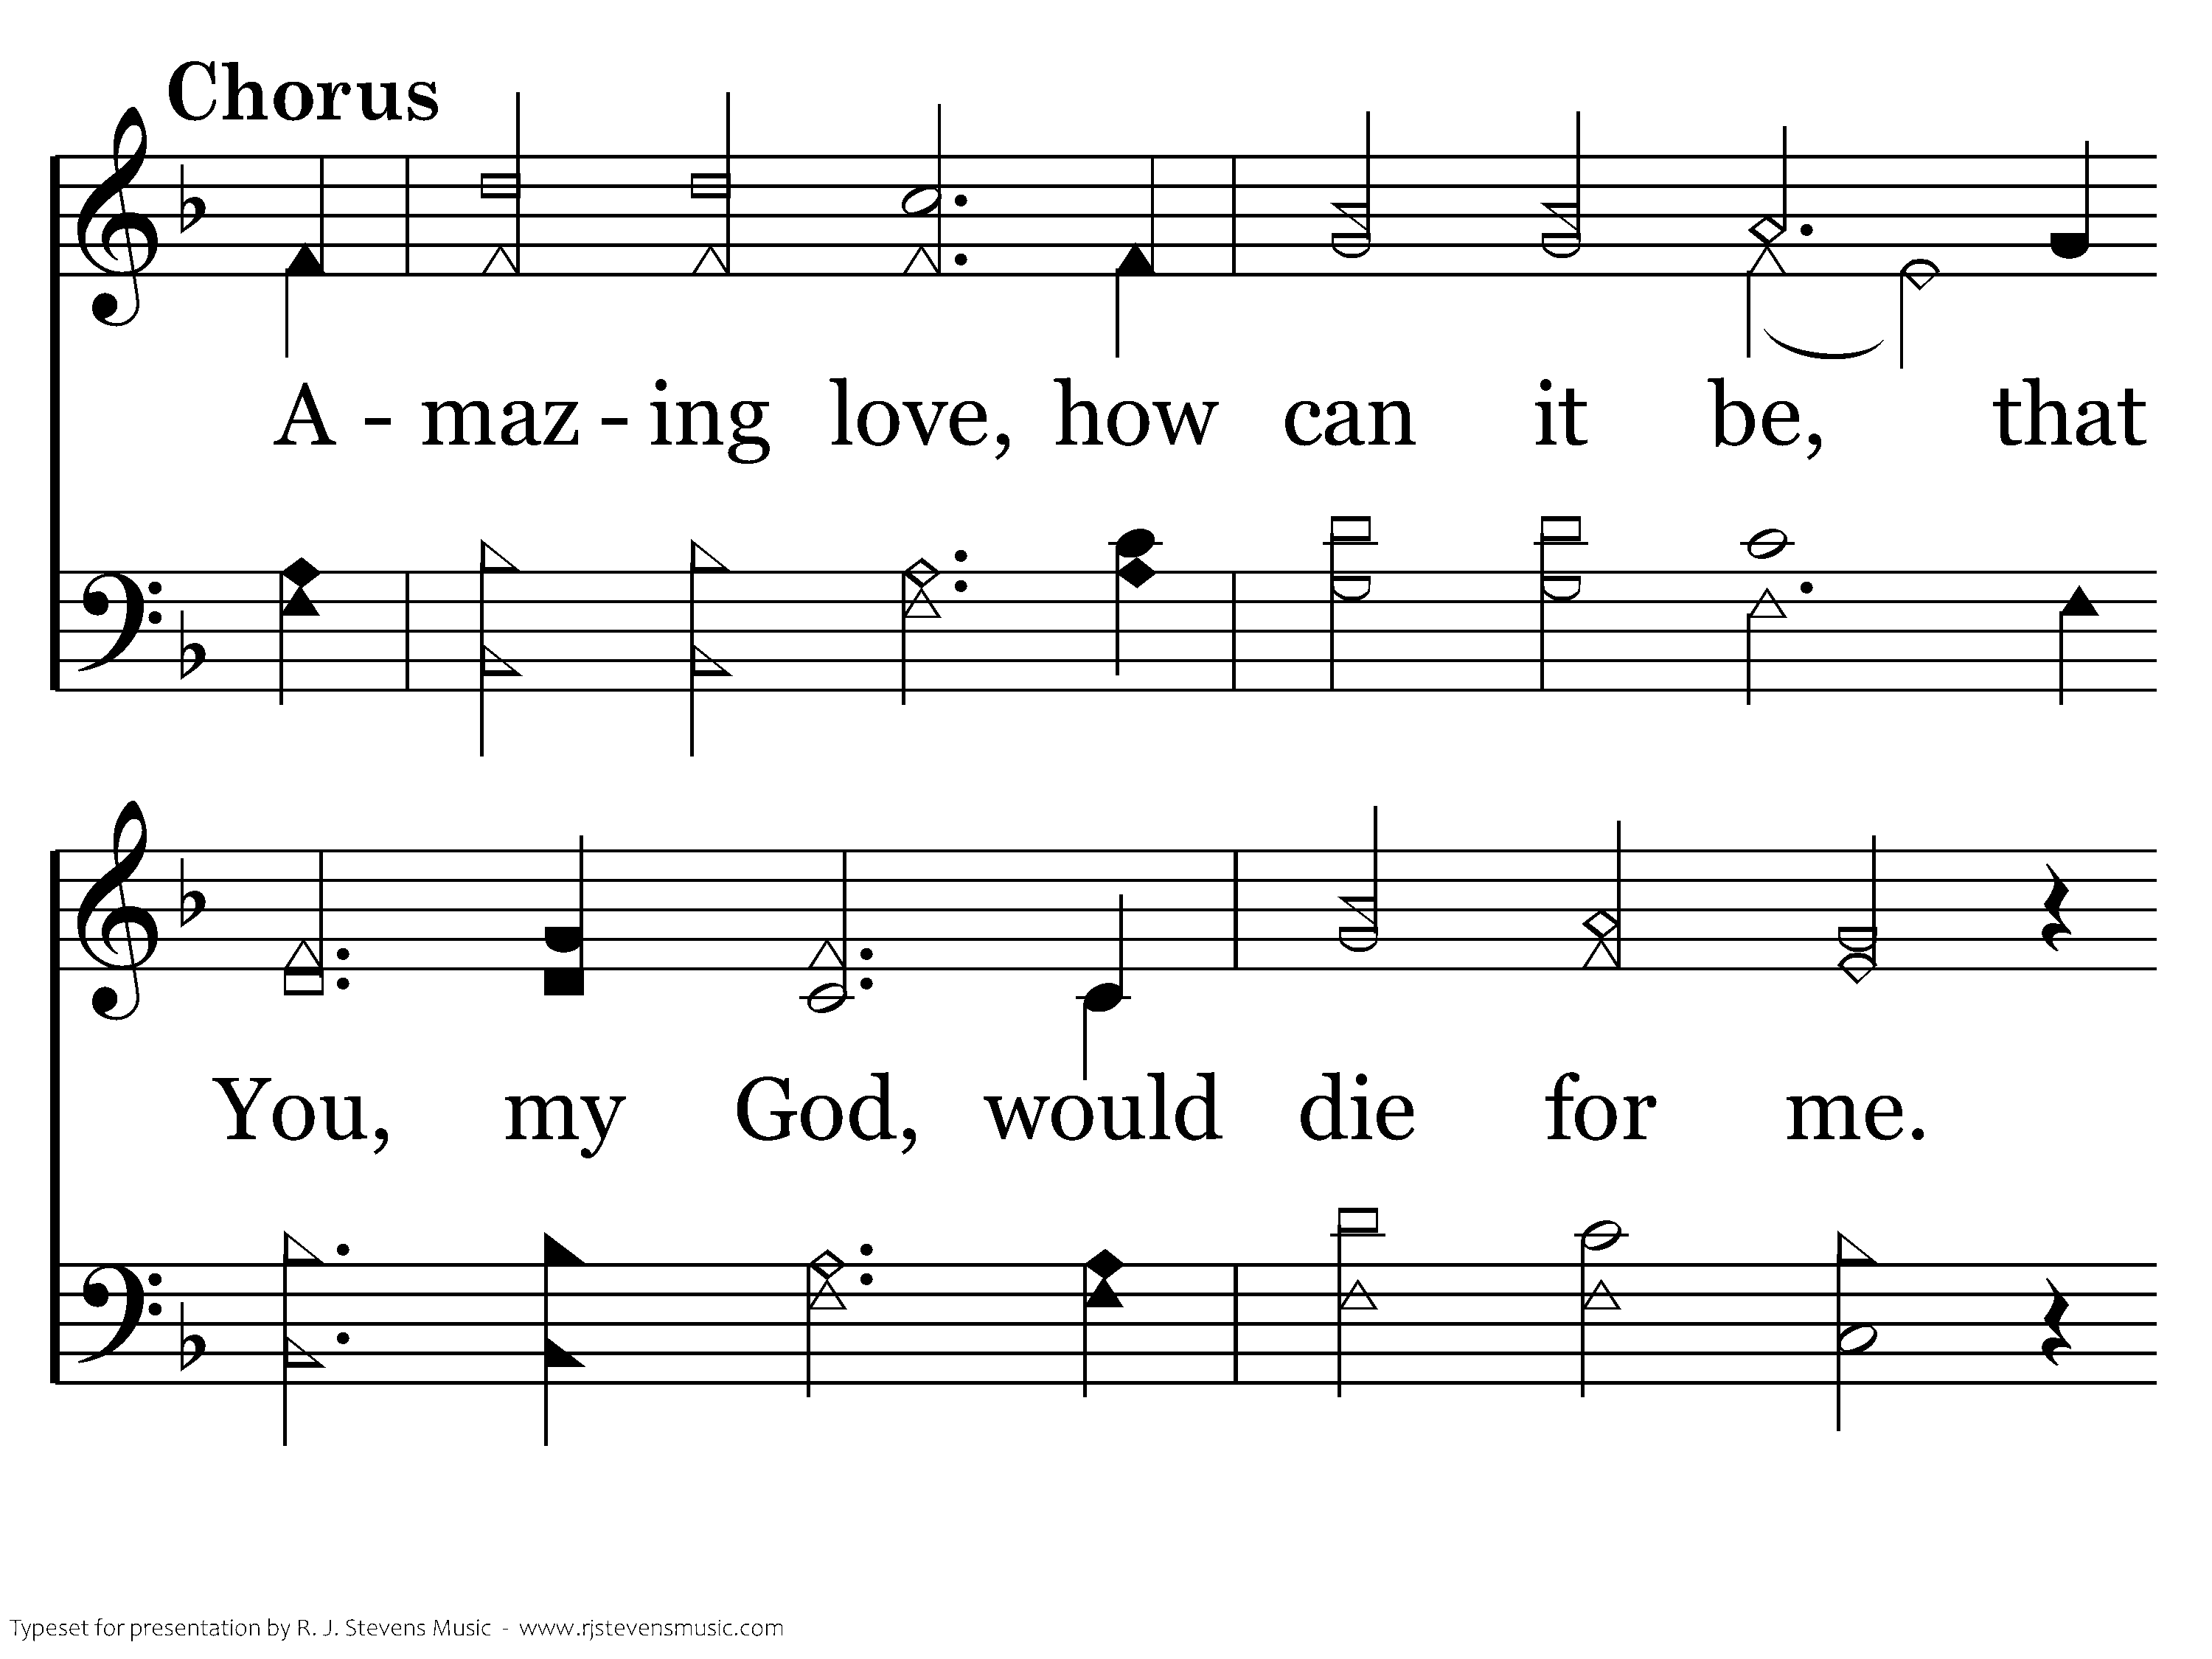 Chorus
A - maz - ing love, how can it be, that
You, my God, would die for me.
Typeset for presentation by R. J. Stevens Music - www.rjstevensmusic.com